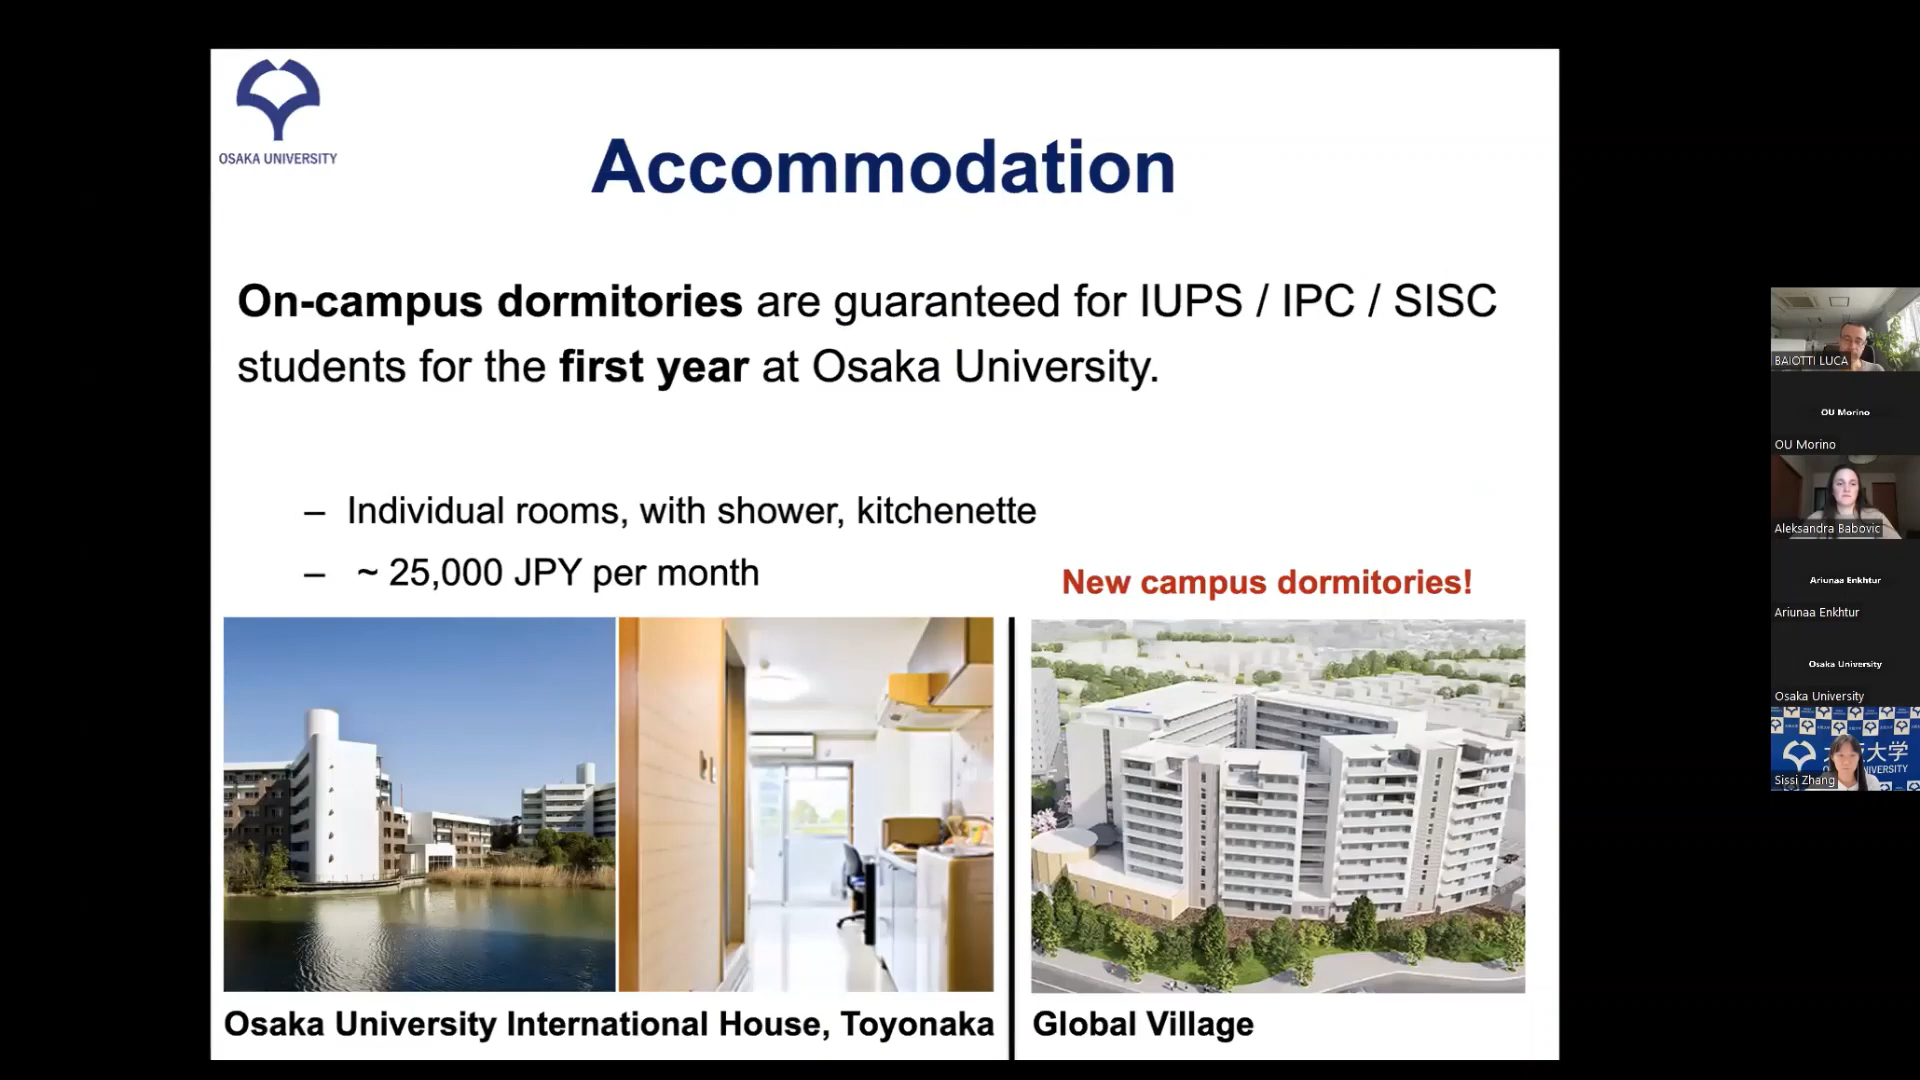 OSAKA UNIVERSITY
Accommodation
On-campus dormitories are guaranteed for IUPS / IPC / SISC
students for the first year at Osaka University.
– Individual rooms, with shower, kitchenette
– ~ 25,000 JPY per month
New campus dormitories!
Osaka University International House, Toyonaka
Global Village
BAIOTTI LUCA
OU Morino
OU Morino
Aleksandra Babovic
Ariunaa Enkhtur
Ariunaa Enkhtur
Osaka University
Osaka University
大学
Sissi Zhang